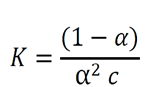 K = (1 − α) / α² c